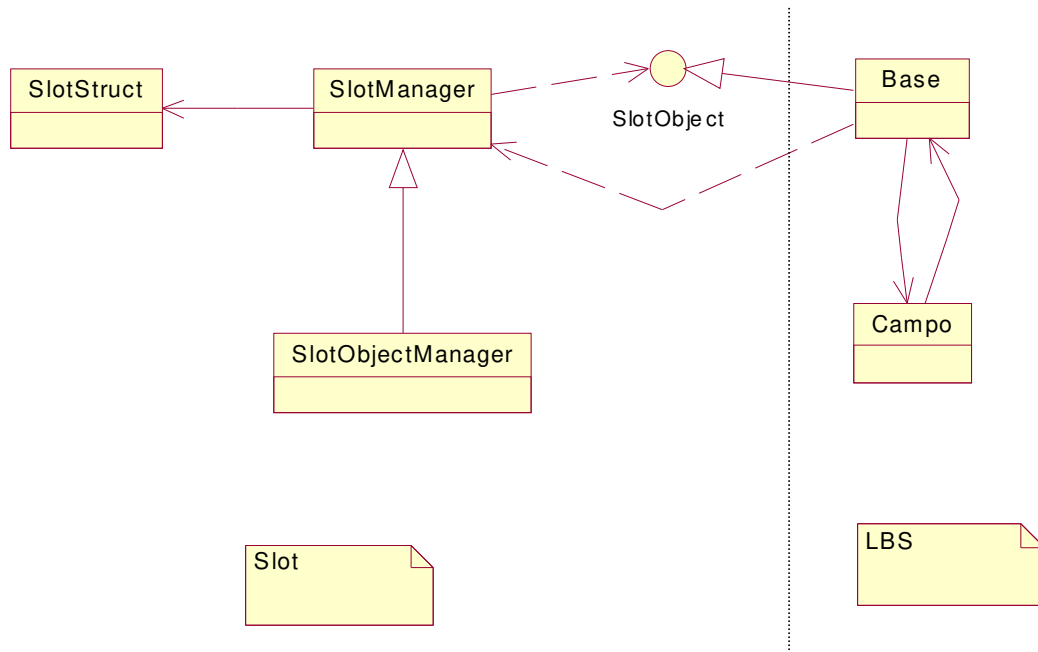 SlotStruct
SlotManager
SlotObject
Base
SlotObjectManager
Campo
Slot
LBS